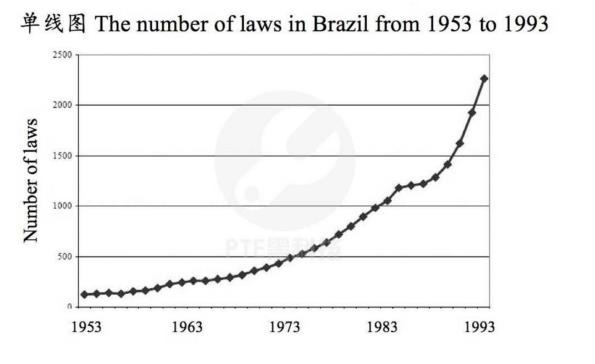 单线图 The number of laws in Brazil from 1953 to 1993
2500
2000
1500
1000
500
0
Number of laws
1953 1963 1973 1983 1993